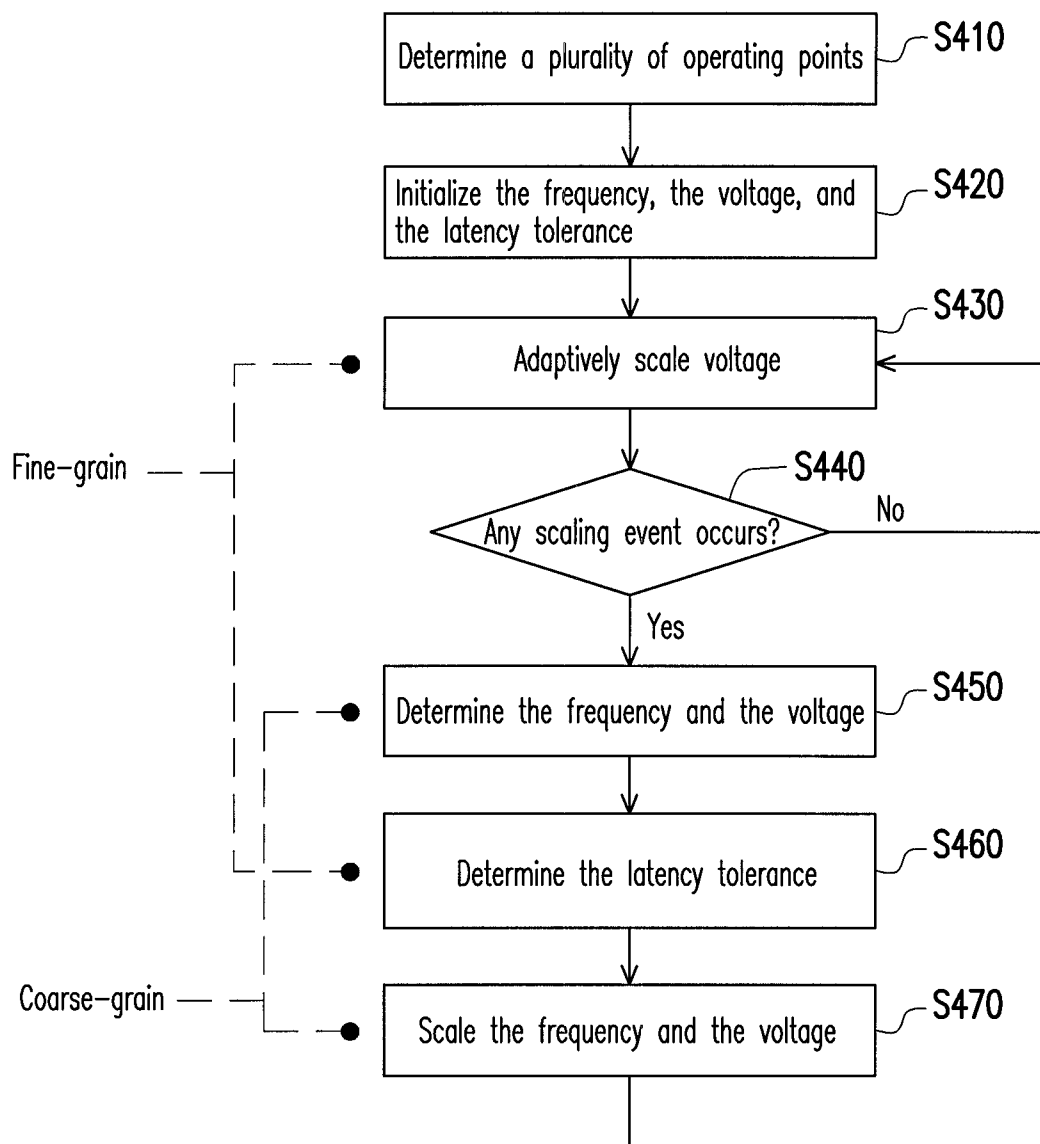 Determine a plurality of operating points
S410
Initialize the frequency, the voltage, and
the latency tolerance
S420
S430
Adaptively scale voltage
Fine-grain
S440
Any scaling event occurs?
No
Yes
S450
Determine the frequency and the voltage
S460
Determine the latency tolerance
Coarse-grain
S470
Scale the frequency and the voltage